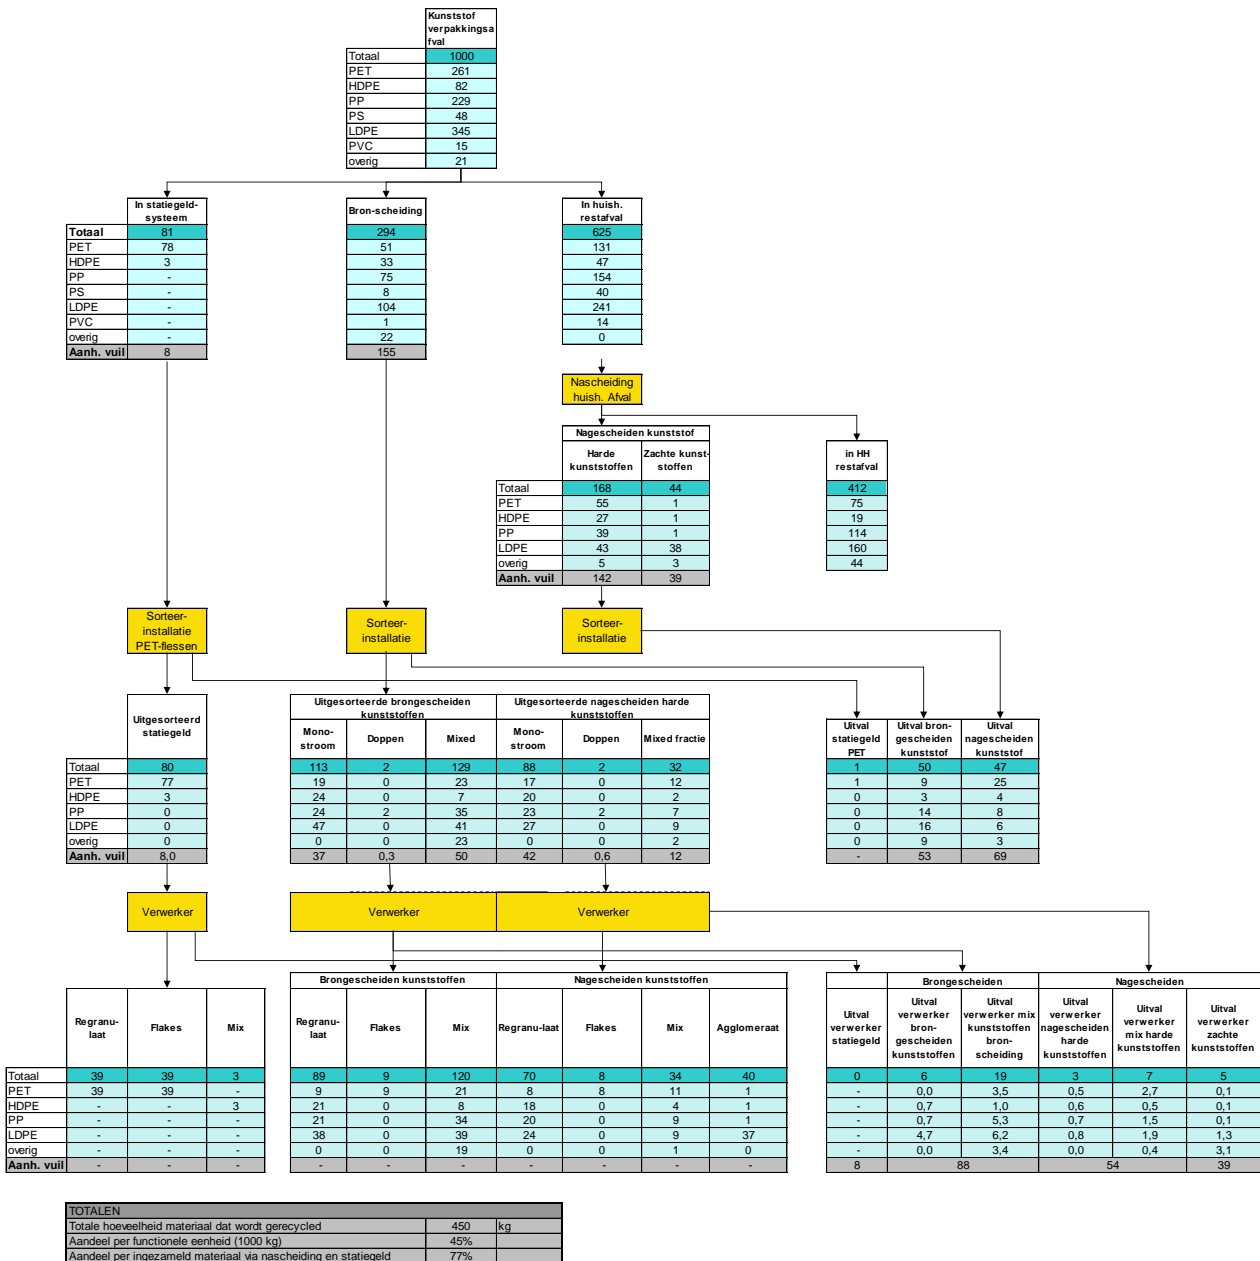 Kunststof
verpakkingsa
fval
Totaal 1000
PET 261
HDPE 82
PP 229
PS 48
LDPE 345
PVC 15
overig 21
In statiegeld-
systeem
Totaal 81
PET 78
HDPE 3
PP -
PS -
LDPE -
PVC -
overig -
Aanh. vuil 8
Bron-scheiding
294
51
33
75
8
104
1
22
155
In huish.
restafval
625
131
47
154
40
241
14
0
Nascheiding
huish. Afval
Nagescheiden kunststof
Harde
kunststoffen
Zachte kunst-
stoffen
Totaal 168 44
PET 55 1
HDPE 27 1
PP 39 1
LDPE 43 38
overig 5 3
Aanh. vuil 142 39
in HH
restafval
412
75
19
114
160
44
Sorteer-
installatie
PET-flessen
Sorteer-
installatie
Sorteer-
installatie
Uitgesorteerd
statiegeld
Totaal 80
PET 77
HDPE 3
PP 0
LDPE 0
overig 0
Aanh. vuil 8,0
Uitgesorteerde brongescheiden
kunststoffen
Mono-
stroom
Doppen
Mixed
113 2 129
19 0 23
24 0 7
24 2 35
47 0 41
0 0 23
37 0,3 50
Uitgesorteerde nagescheiden harde
kunststoffen
Mono-
stroom
Doppen
Mixed fractie
88 2 32
17 0 12
20 0 2
23 2 7
27 0 9
0 0 2
42 0,6 12
Uitval
statiegeld
PET
Uitval bron-
gescheiden
kunststof
Uitval
nagescheiden
kunststof
1 50 47
1 9 25
0 3 4
0 14 8
0 16 6
0 9 3
- 53 69
Verwerker
Verwerker
Verwerker
Regranu-
laat
Flakes
Mix
Totaal 39 39 3
PET 39 39 -
HDPE - - 3
PP - - -
LDPE - - -
overig - - -
Aanh. vuil - - -
Brongescheiden kunststoffen
Regranu-
laat
Flakes
Mix
89 9 120
9 9 21
21 0 8
21 0 34
38 0 39
0 0 19
- - -
Nagescheiden kunststoffen
Regranu-laat
Flakes
Mix
Agglomeraat
70 8 34 40
8 8 11 1
18 0 4 1
20 0 9 1
24 0 9 37
0 0 1 0
- - - -
Uitval
verwerker
statiegeld
0
-
-
-
-
-
8
Brongescheiden
Uitval
verwerker
bron-
gescheiden
kunststoffen
Uitval
verwerker mix
kunststoffen
bron-
scheiding
6 19
0,0 3,5
0,7 1,0
0,7 5,3
4,7 6,2
0,0 3,4
88
Nagescheiden
Uitval
verwerker
nagescheiden
harde
kunststoffen
Uitval
verwerker
mix harde
kunststoffen
Uitval
verwerker
zachte
kunststoffen
3 7 5
0,5 2,7 0,1
0,6 0,5 0,1
0,7 1,5 0,1
0,8 1,9 1,3
0,0 0,4 3,1
54 39
TOTALEN
Totale hoeveelheid materiaal dat wordt gerecycled 450 kg
Aandeel per functionele eenheid (1000 kg) 45%
Aandeel per ingezameld materiaal via nascheiding en statiegeld 77%